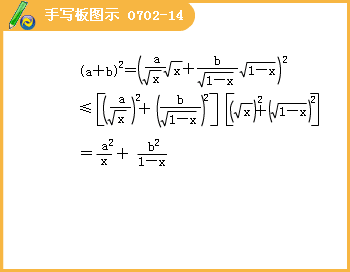 手写板图示 0702-14
(a+b)²=(a/√x √x+b/√(1-x) √(1-x))²
≤[(a/√x)²+(b/√(1-x))²][(√x)²+(√(1-x))²]
=a²/x+b²/(1-x)